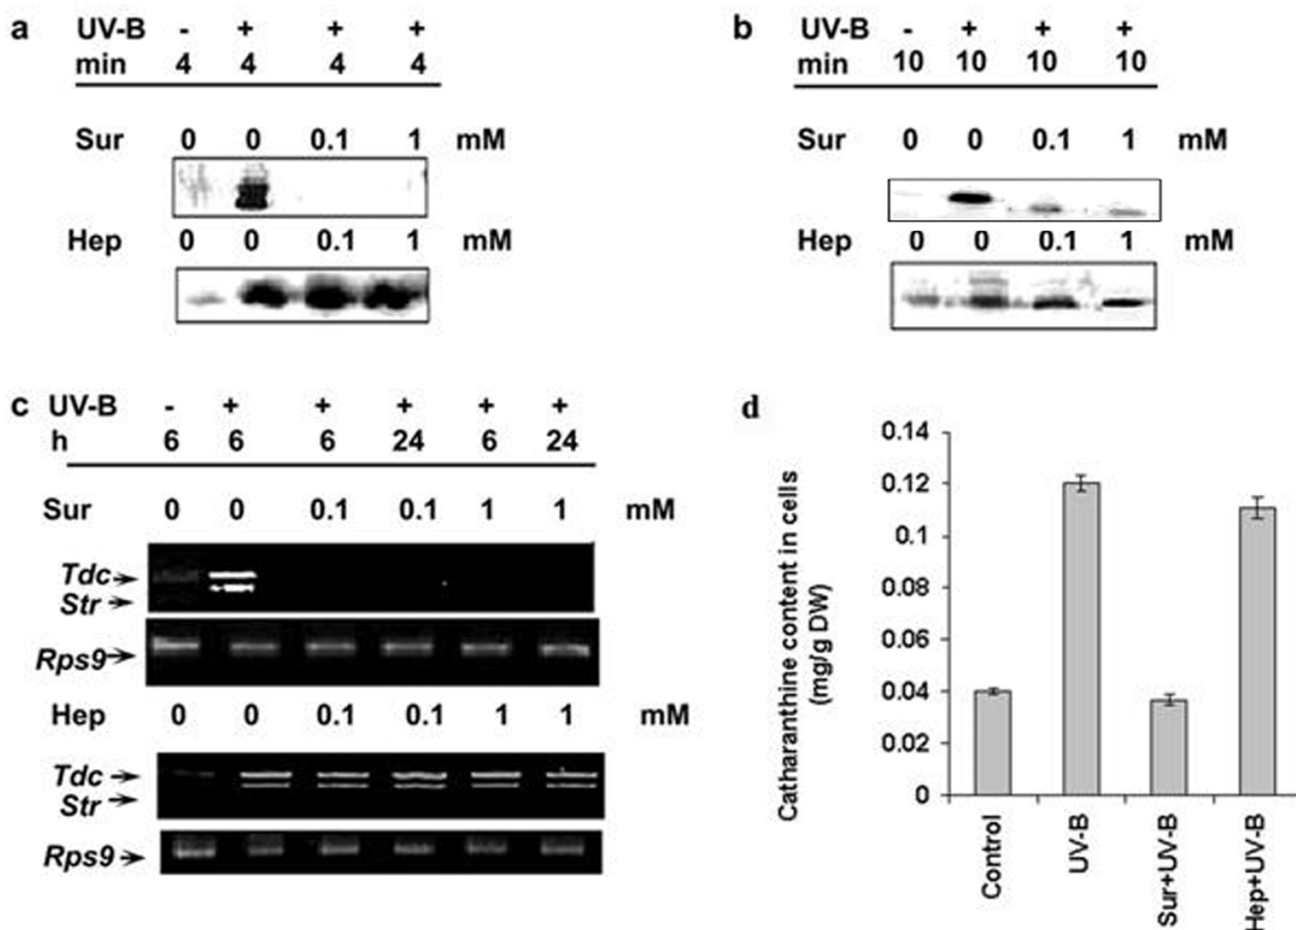 a UV-B - + + +
min 4 4 4 4
Sur 0 0 0.1 1 mM
Hep 0 0 0.1 1 mM
b UV-B - + + +
min 10 10 10 10
Sur 0 0 0.1 1 mM
Hep 0 0 0.1 1 mM
c UV-B - + + + + +
h 6 6 6 24 6 24
Sur 0 0 0.1 0.1 1 1 mM
Tdc
Str
Rps9
Hep 0 0 0.1 0.1 1 1 mM
Tdc
Str
Rps9
d
Catharanthine content in cells
(mg/g DW)
0.14
0.12
0.1
0.08
0.06
0.04
0.02
0
Control
UV-B
Sur+UV-B
Hep+UV-B